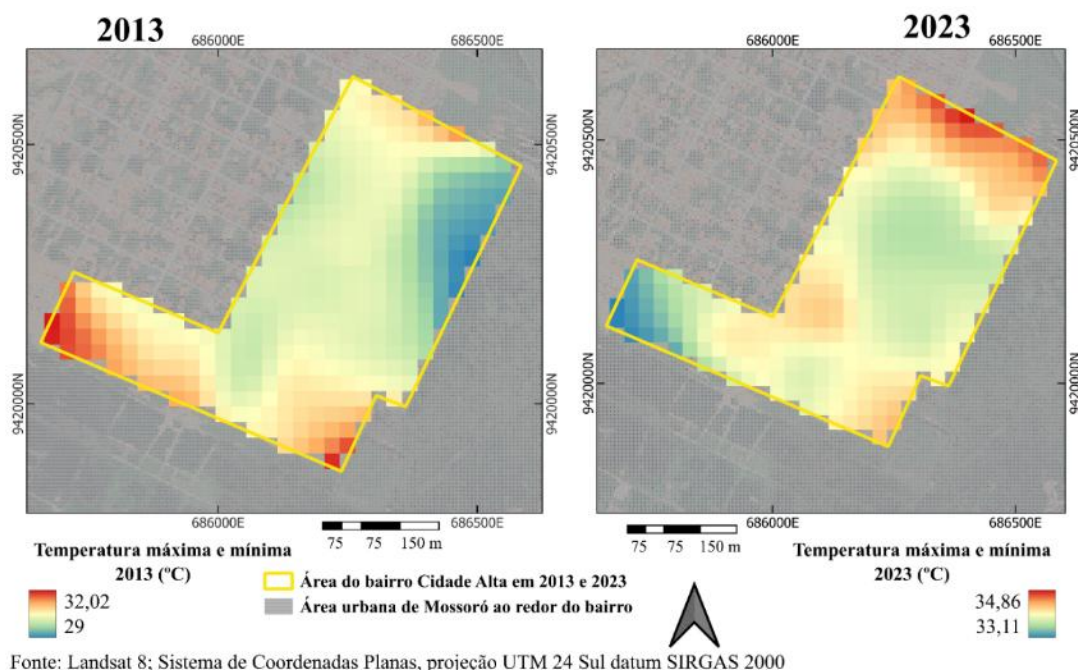 2013
2023
686000E
686500E
686000E
686500E
9420500N
9420500N
9420500N
9420000N
9420000N
9420000N
686000E
686500E
686000E
686500E
75 75 150 m
75 75 150 m
Temperatura máxima e mínima
2013 (ºC)
32,02
29
Área do bairro Cidade Alta em 2013 e 2023
Área urbana de Mossoró ao redor do bairro
Temperatura máxima e mínima
2023 (ºC)
34,86
33,11
Fonte: Landsat 8; Sistema de Coordenadas Planas, projeção UTM 24 Sul datum SIRGAS 2000